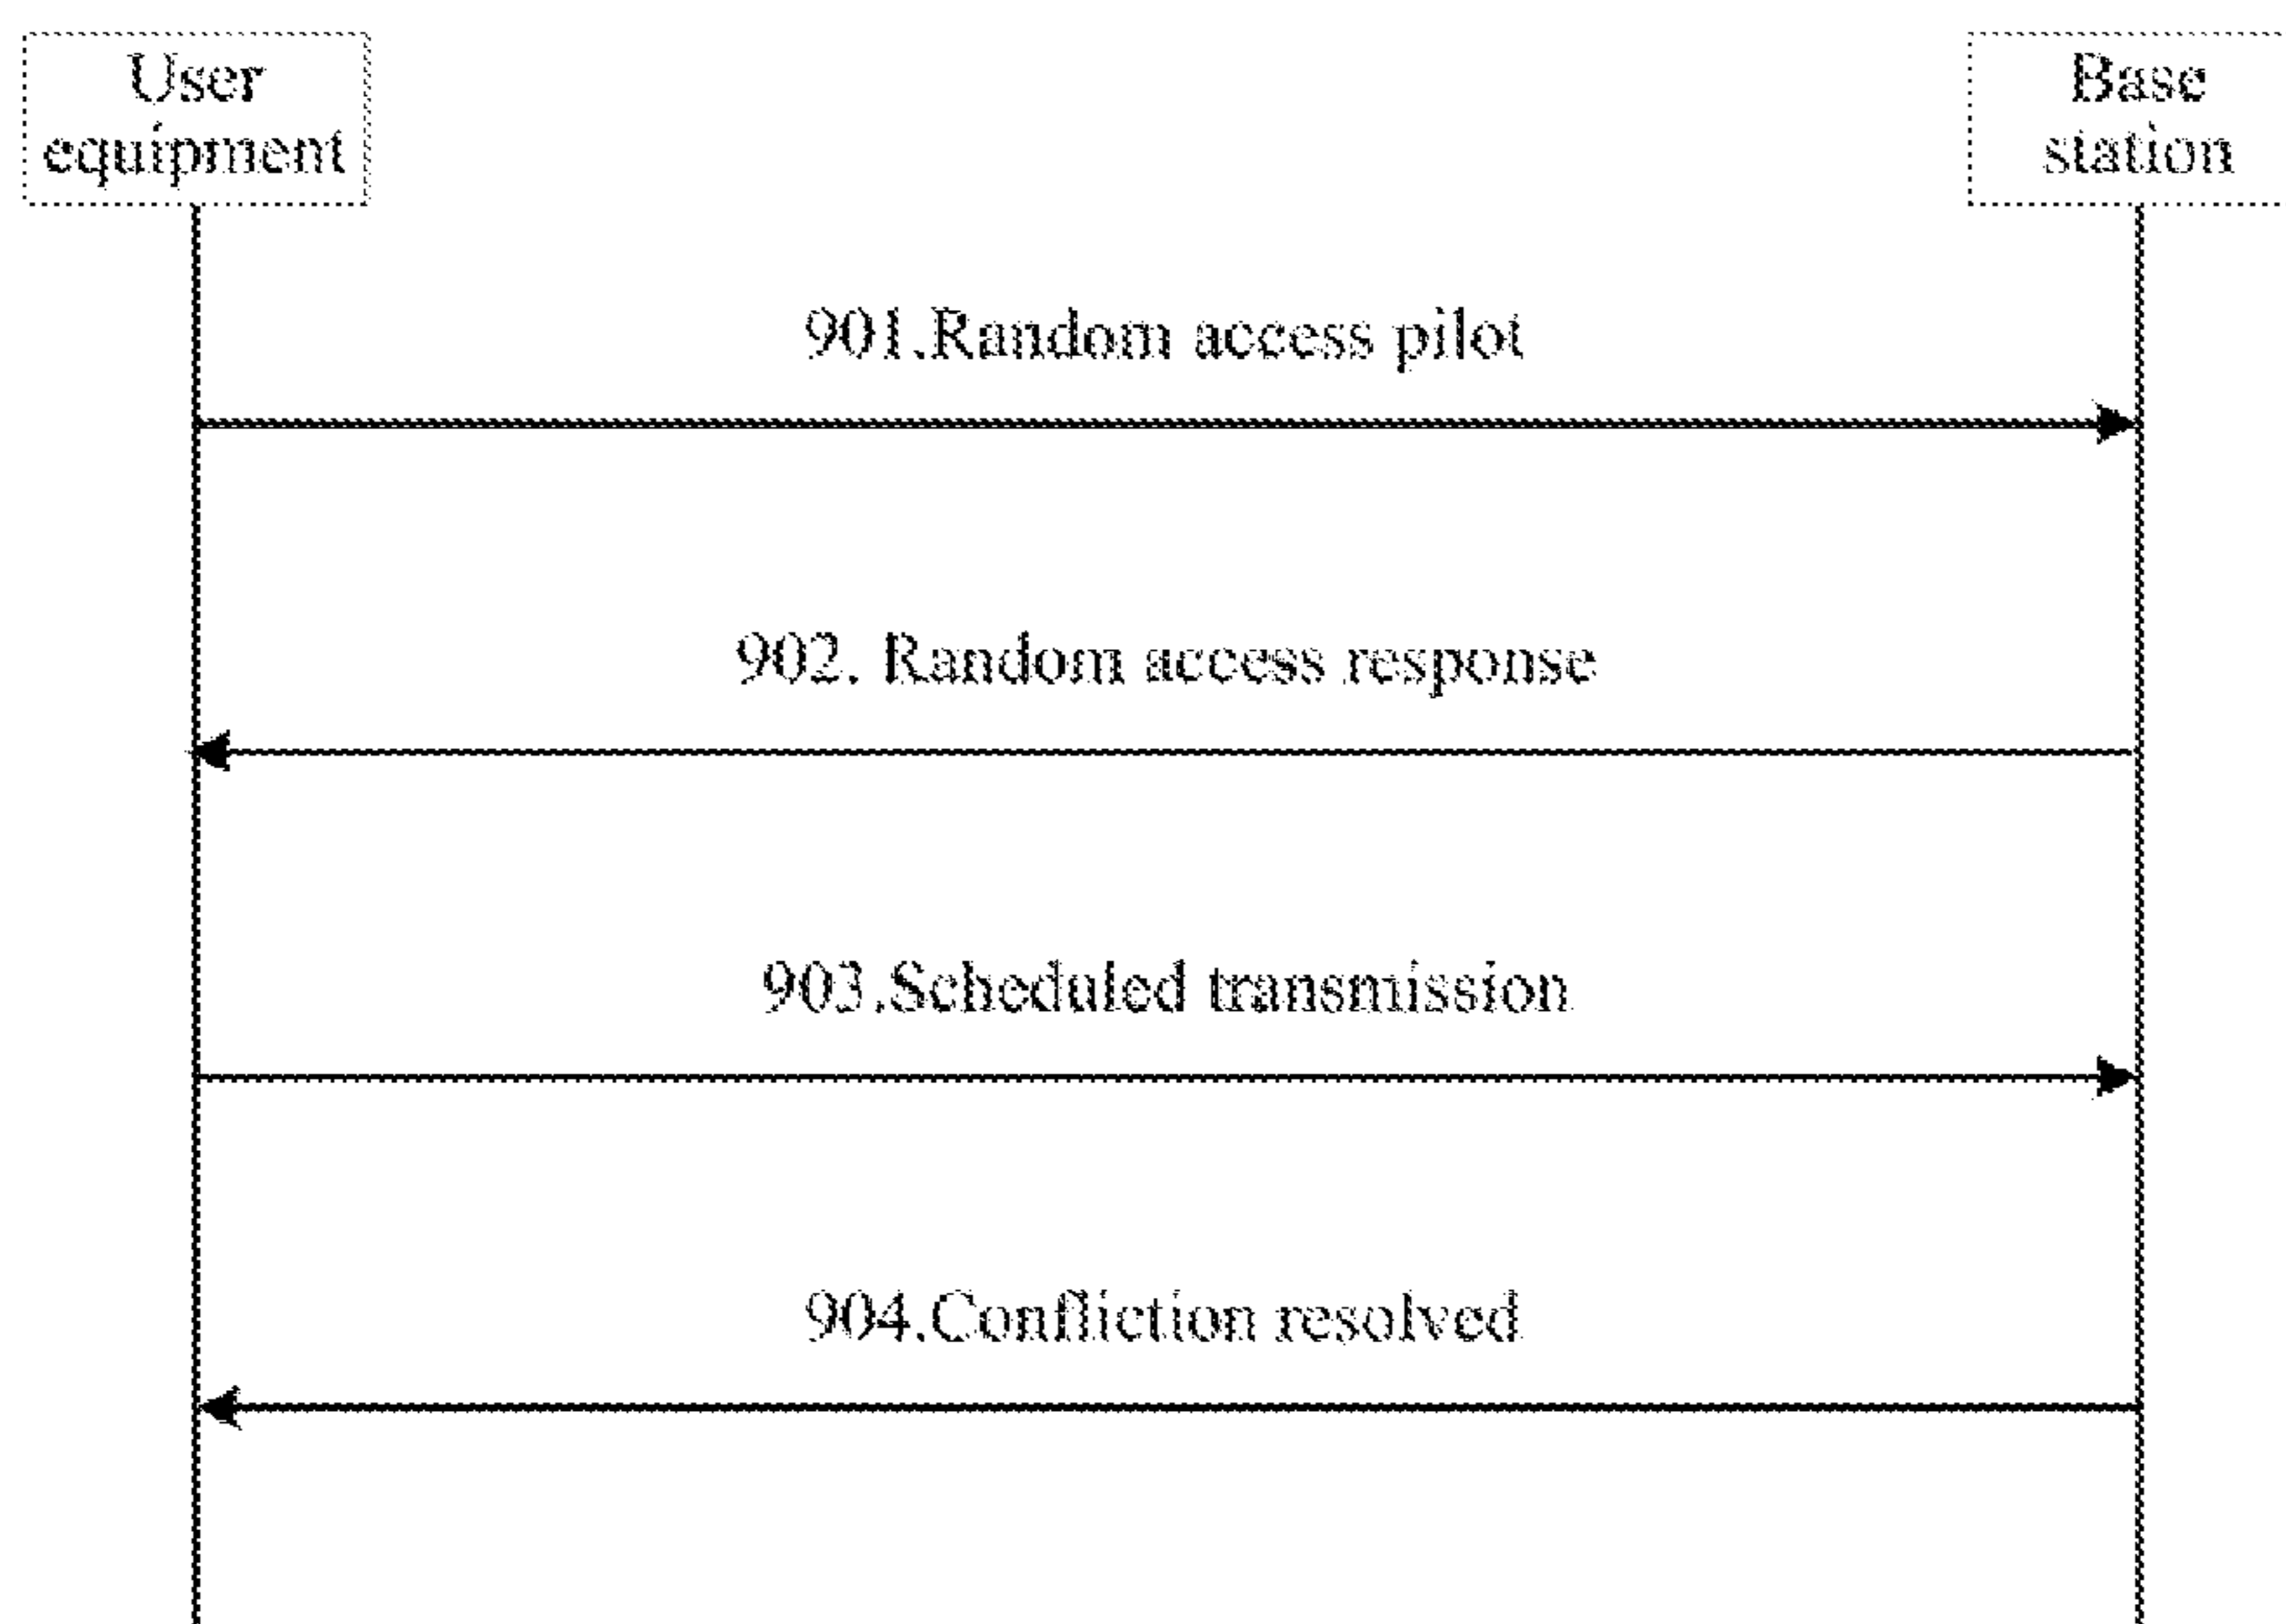 User
equipment
Base
station
901.Random access pilot
902. Random access response
903.Scheduled transmission
904.Confliction resolved